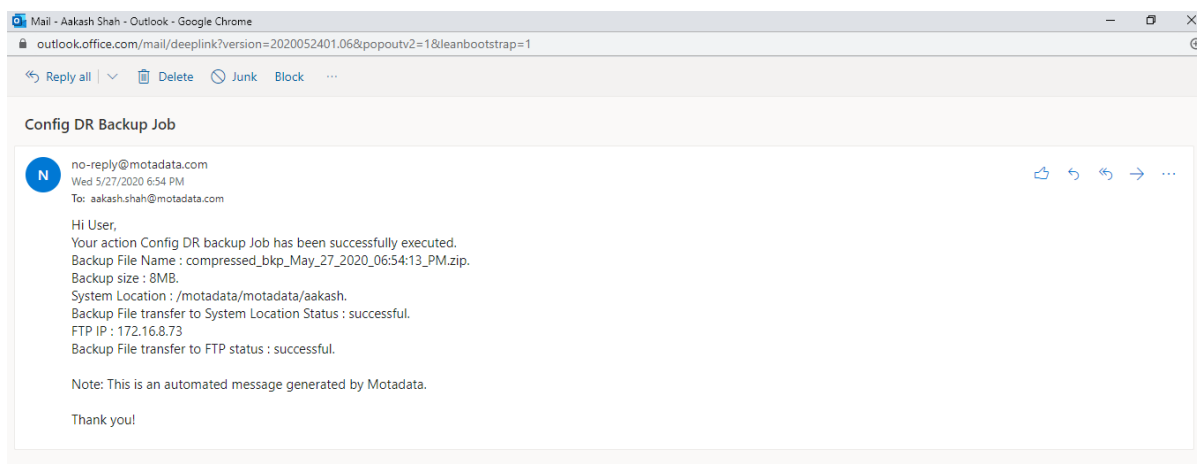 Mail - Aakash Shah - Outlook - Google Chrome
outlook.office.com/mail/deeplink?version=2020052401.06&popoutv2=1&leanbootstrap=1
Reply all Delete Junk Block ...
Config DR Backup Job
N
no-reply@motadata.com
Wed 5/27/2020 6:54 PM
To: aakash.shah@motadata.com
Hi User,
Your action Config DR backup Job has been successfully executed.
Backup File Name : compressed_bkp_May_27_2020_06:54:13_PM.zip.
Backup size : 8MB.
System Location : /motadata/motadata/aakash.
Backup File transfer to System Location Status : successful.
FTP IP : 172.16.8.73
Backup File transfer to FTP status : successful.
Note: This is an automated message generated by Motadata.
Thank you!